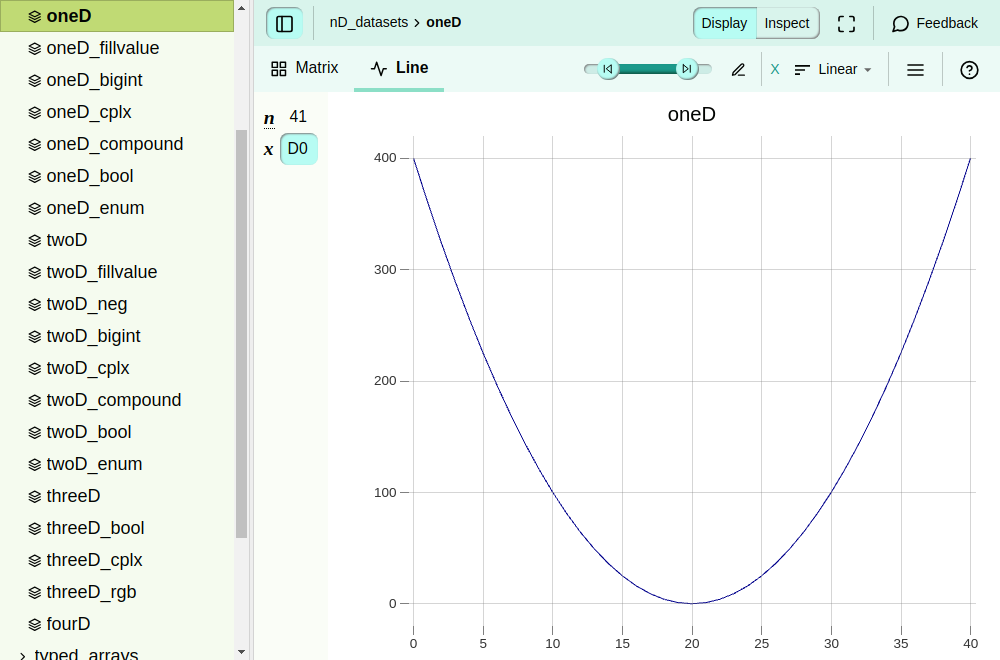 oneD
oneD_fillvalue
oneD_bigint
oneD_cplx
oneD_compound
oneD_bool
oneD_enum
twoD
twoD_fillvalue
twoD_neg
twoD_bigint
twoD_cplx
twoD_compound
twoD_bool
twoD_enum
threeD
threeD_bool
threeD_cplx
threeD_rgb
fourD
typed_arrays
nD_datasets › oneD
Display Inspect Feedback
Matrix Line X Linear
n 41
x D0
oneD
400
300
200
100
0
0 5 10 15 20 25 30 35 40